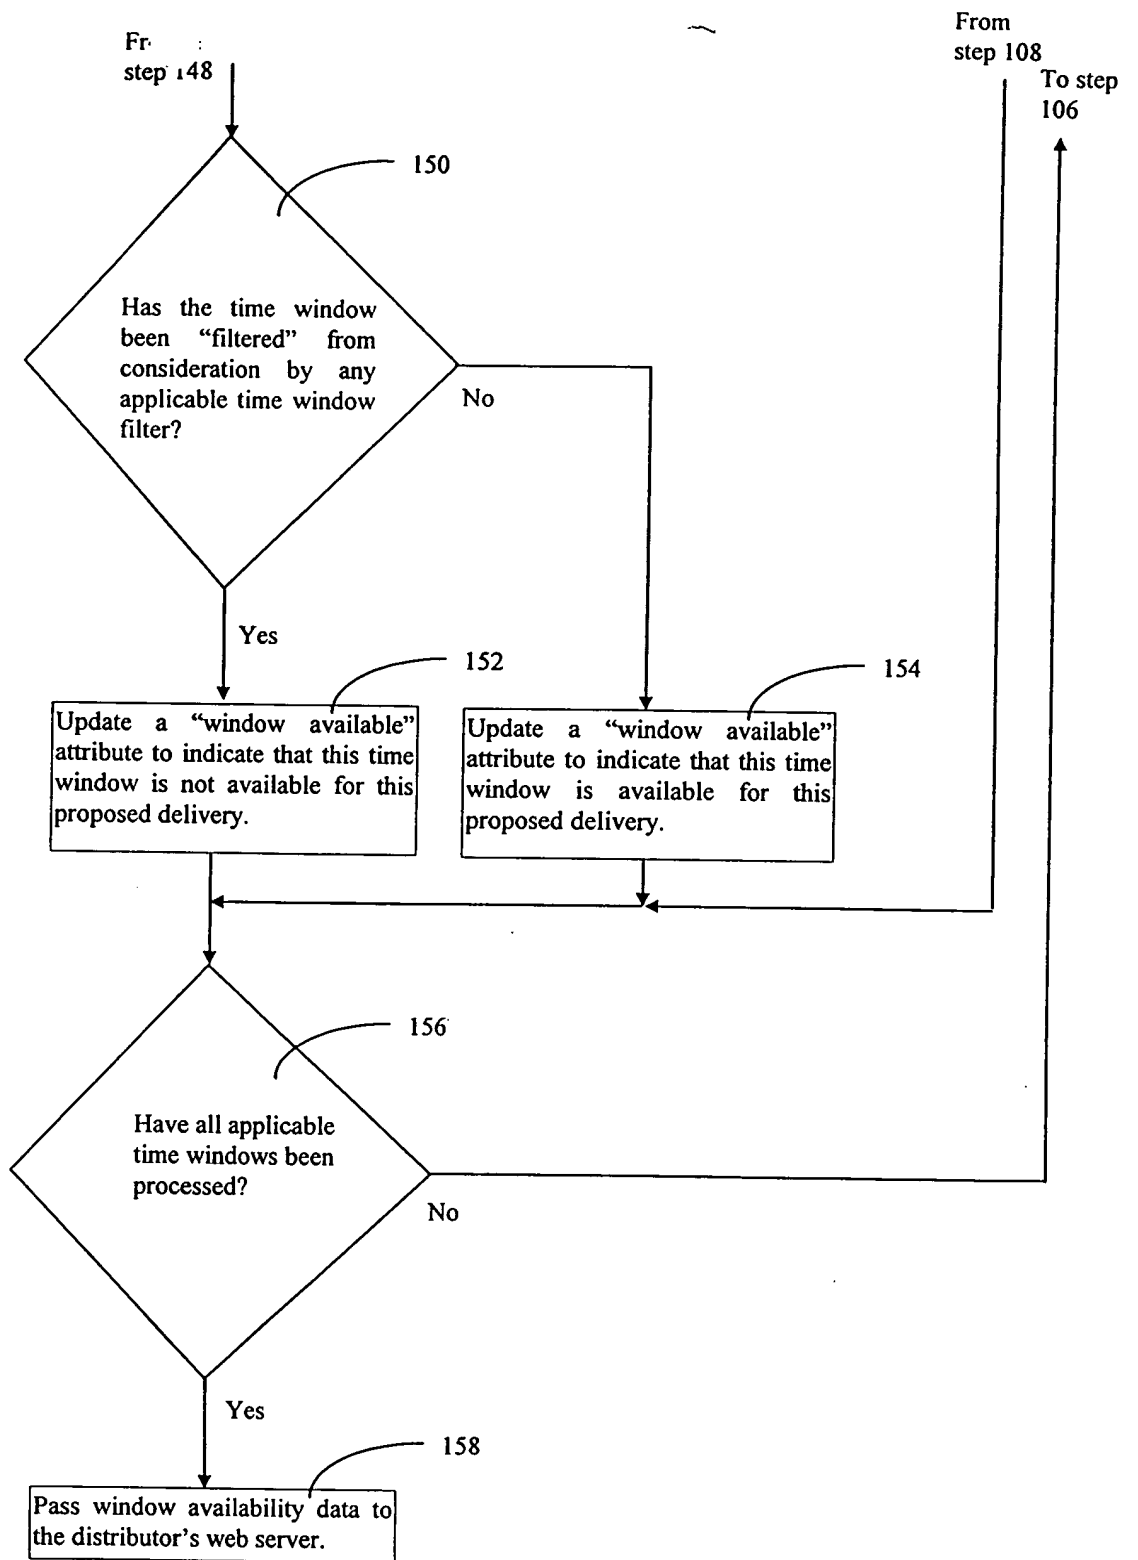 step 148
From
step 108
To step
106
150
Has the time window
been “filtered” from
consideration by any
applicable time window
filter?
No
Yes
152
154
Update a “window available”
attribute to indicate that this time
window is not available for this
proposed delivery.
Update a “window available”
attribute to indicate that this time
window is available for this
proposed delivery.
156
Have all applicable
time windows been
processed?
No
Yes
158
Pass window availability data to
the distributor’s web server.